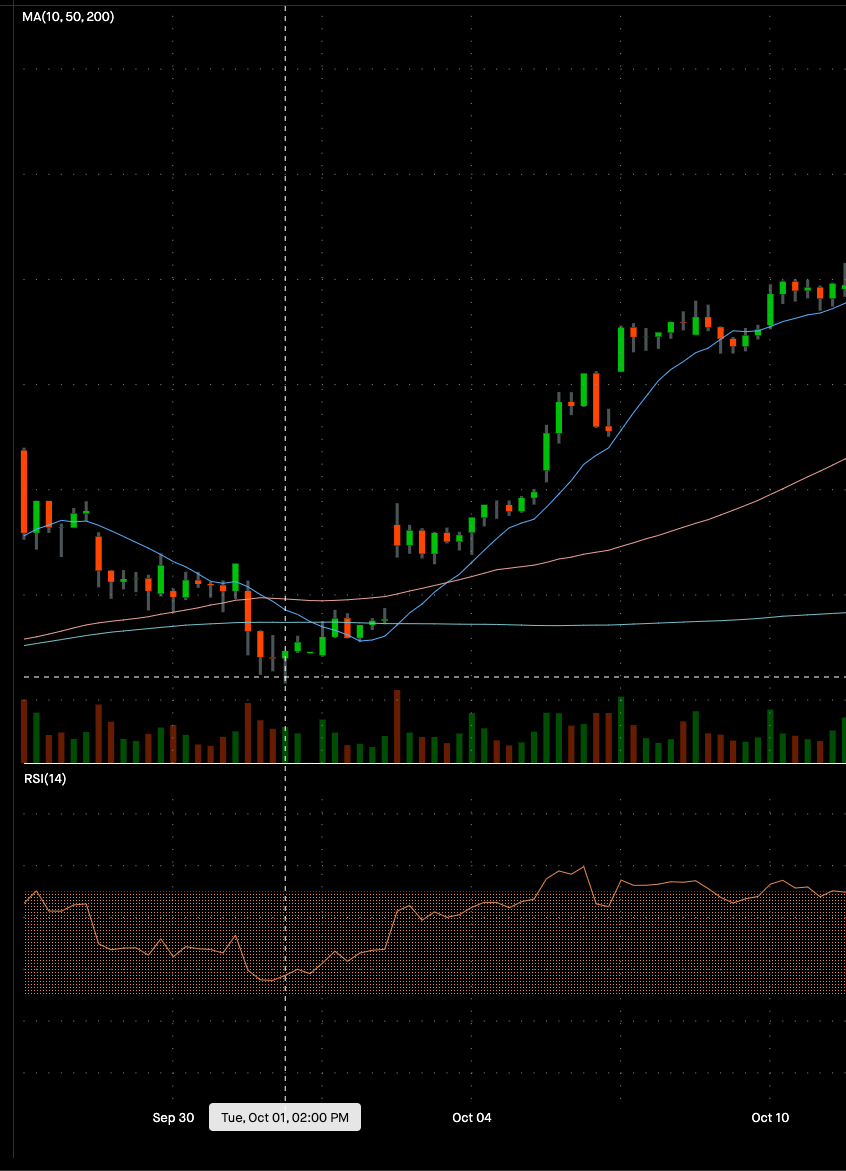 MA(10, 50, 200)
RSI(14)
Sep 30
Tue, Oct 01, 02:00 PM
Oct 04
Oct 10